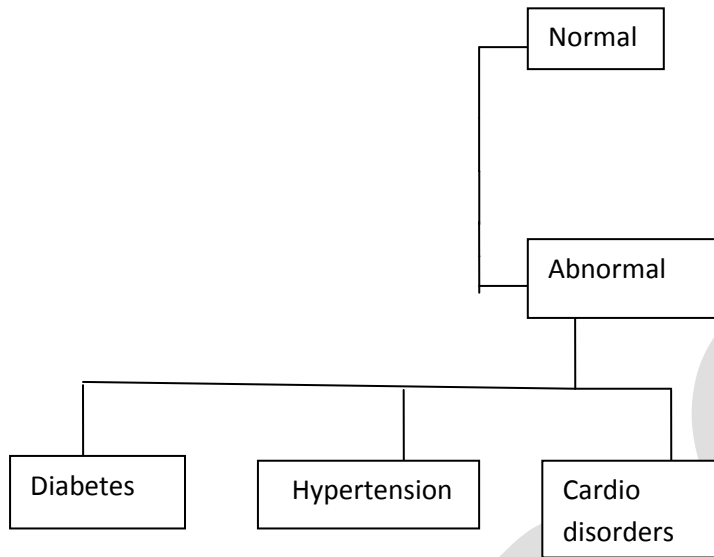 Normal
Abnormal
Diabetes
Hypertension
Cardio
disorders